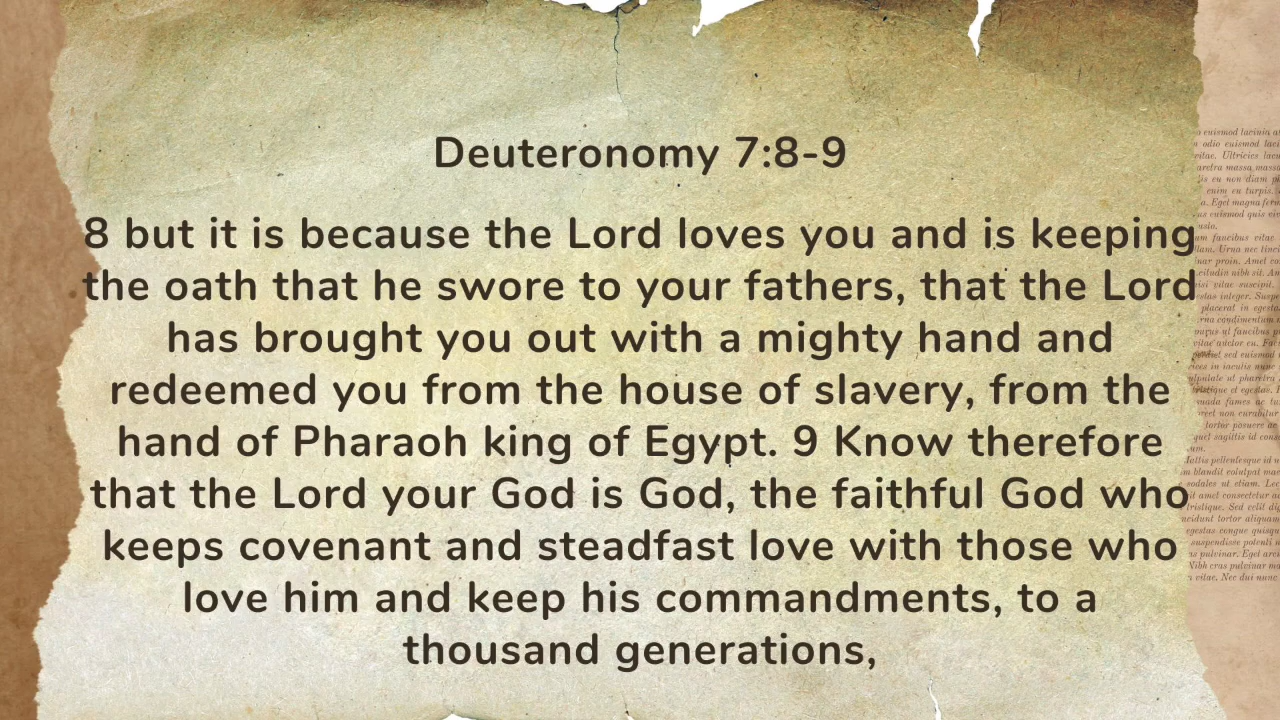 Deuteronomy 7:8-9
8 but it is because the Lord loves you and is keeping
the oath that he swore to your fathers, that the Lord
has brought you out with a mighty hand and
redeemed you from the house of slavery, from the
hand of Pharaoh king of Egypt. 9 Know therefore
that the Lord your God is God, the faithful God who
keeps covenant and steadfast love with those who
love him and keep his commandments, to a
thousand generations,